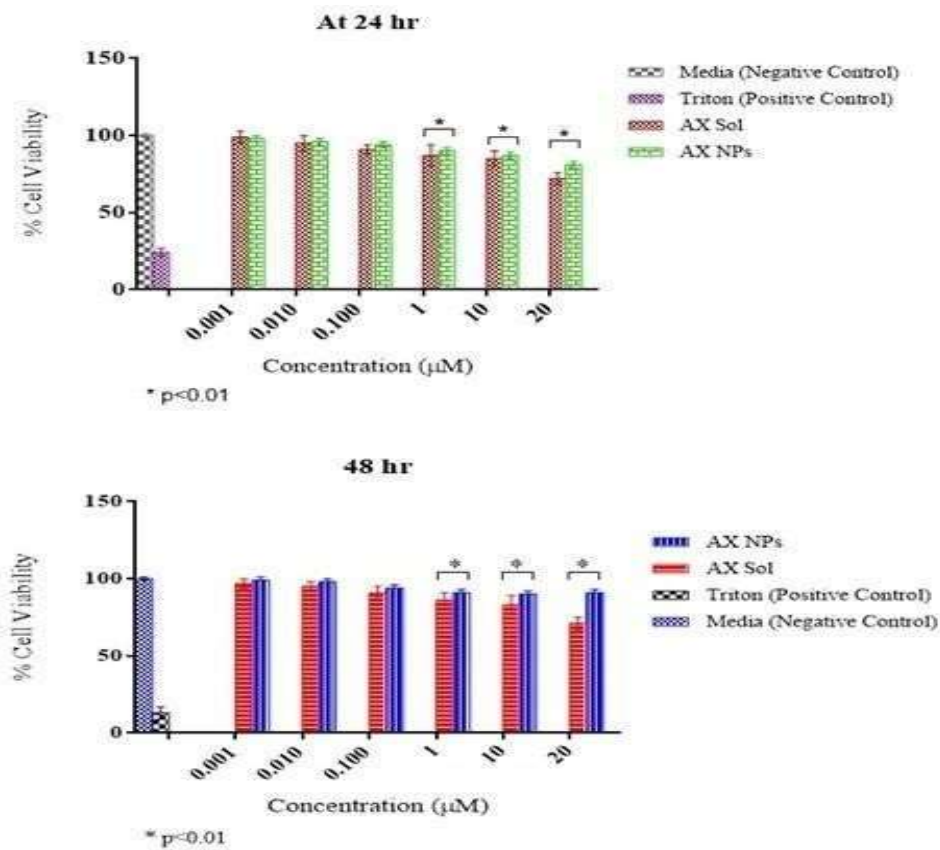 At 24 hr
150
100
50
0
% Cell Viability
* * *
0.001 0.010 0.100 1 10 20
Concentration (µM)
* p<0.01
Media (Negative Control)
Triton (Positive Control)
AX Sol
AX NPs
48 hr
150
100
50
0
% Cell Viability
* * *
0.001 0.010 0.100 1 10 20
Concentration (µM)
* p<0.01
AX NPs
AX Sol
Triton (Positive Control)
Media (Negative Control)